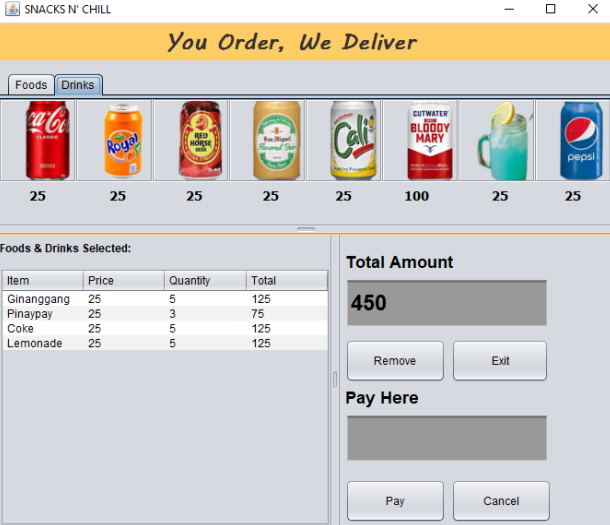 SNACKS N' CHILL
You Order, We Deliver
Foods Drinks
ca-Co
CLASSIC
Royal
RED HORSE BEER
San Miguel Flavored Beer
Cali
CUTWATER
BLOODY MARY
pepsi
25 25 25 25 25 100 25 25
Foods & Drinks Selected:
Item Price Quantity Total
Ginanggang 25 5 125
Pinaypay 25 3 75
Coke 25 5 125
Lemonade 25 5 125
Total Amount
450
Remove Exit
Pay Here
Pay Cancel